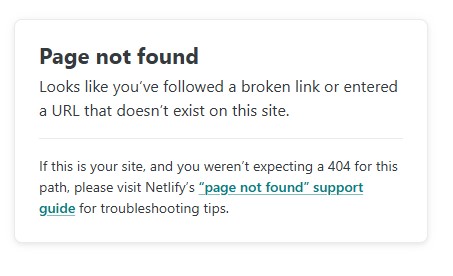 Page not found
Looks like you’ve followed a broken link or entered
a URL that doesn’t exist on this site.
If this is your site, and you weren’t expecting a 404 for this
path, please visit Netlify’s “page not found” support
guide for troubleshooting tips.